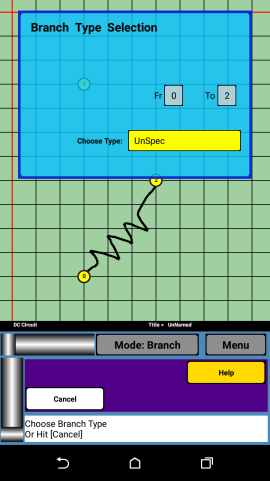 Branch Type Selection
1
Fr 0 To 2
Choose Type: UnSpec
2
0
DC Circuit Title = UnNamed
Mode: Branch Menu
Help
Cancel
Choose Branch Type
Or Hit [Cancel]